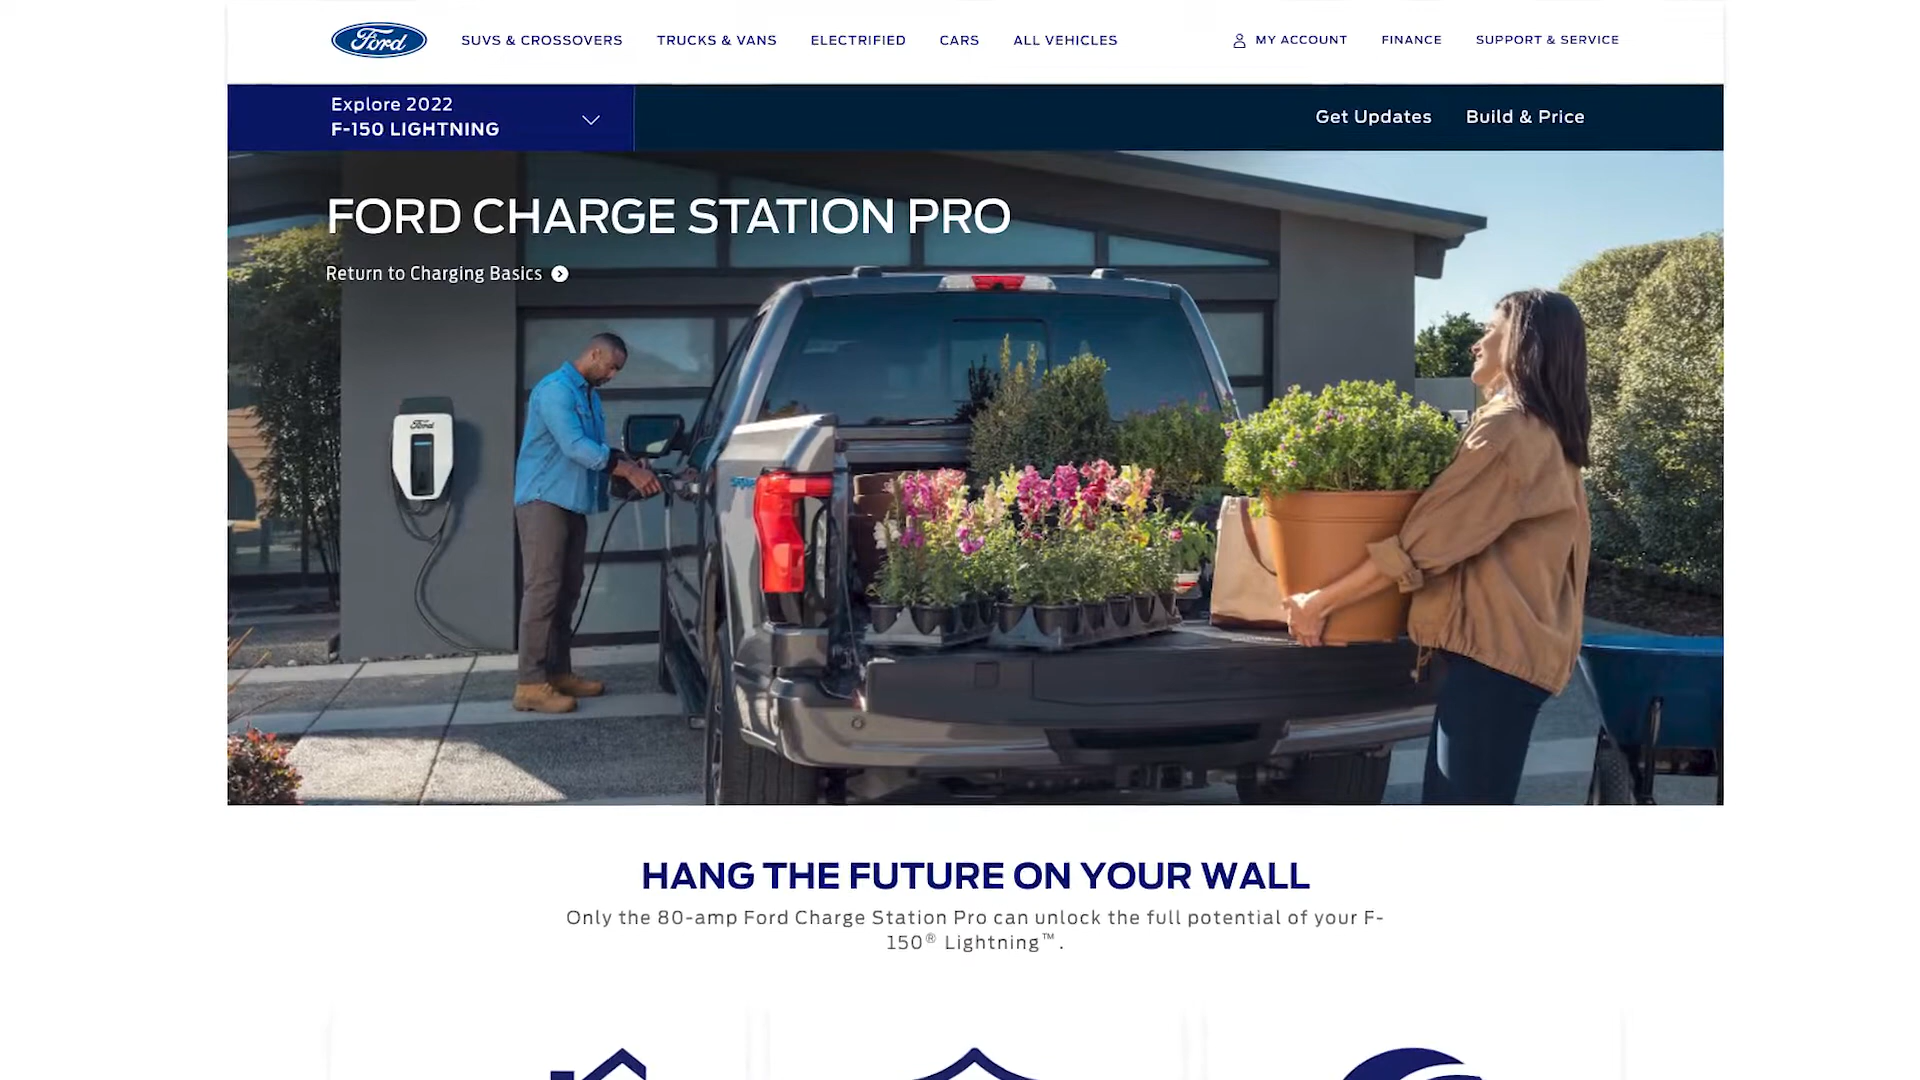 Ford
SUVS & CROSSOVERS
TRUCKS & VANS
ELECTRIFIED
CARS
ALL VEHICLES
MY ACCOUNT
FINANCE
SUPPORT & SERVICE
Explore 2022
F-150 LIGHTNING
Get Updates
Build & Price
FORD CHARGE STATION PRO
Return to Charging Basics
Ford
HANG THE FUTURE ON YOUR WALL
Only the 80-amp Ford Charge Station Pro can unlock the full potential of your F-
150® Lightning™.